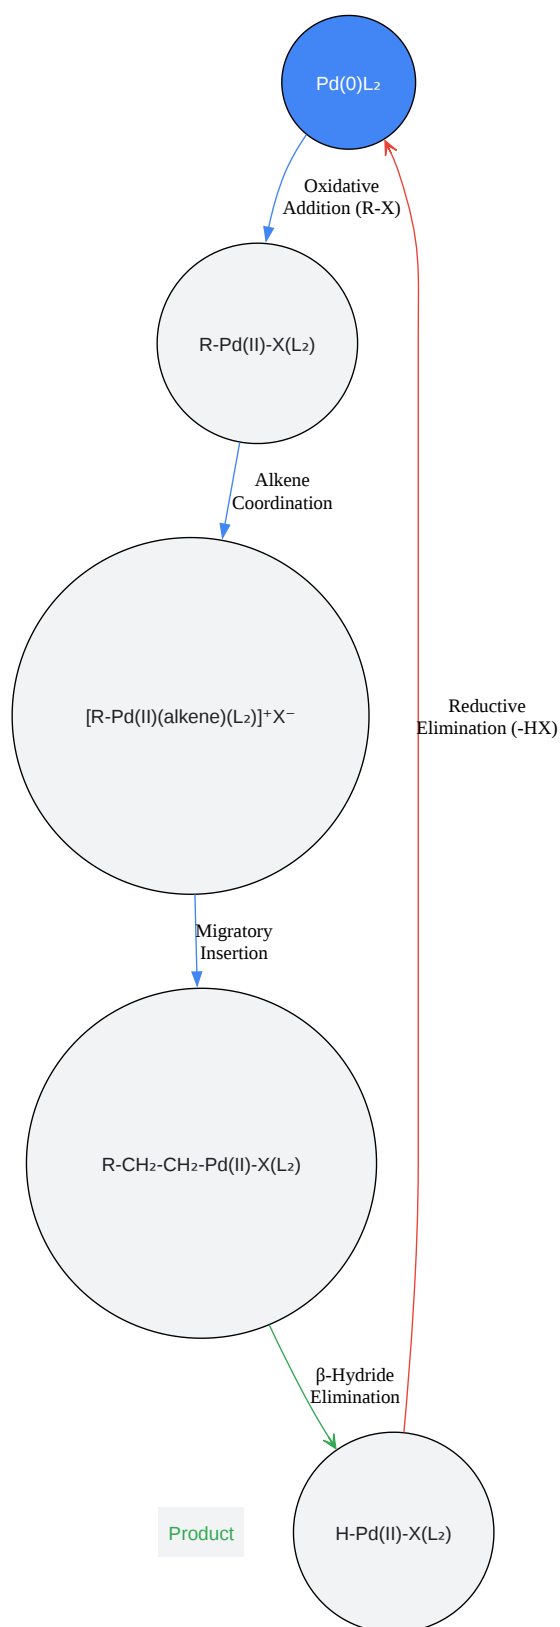 Pd(0)L₂
Oxidative
Addition (R-X)
R-Pd(II)-X(L₂)
Alkene
Coordination
[R-Pd(II)(alkene)(L₂)]⁺X⁻
Reductive
Elimination (-HX)
Migratory
Insertion
R-CH₂-CH₂-Pd(II)-X(L₂)
β-Hydride
Elimination
Product
H-Pd(II)-X(L₂)